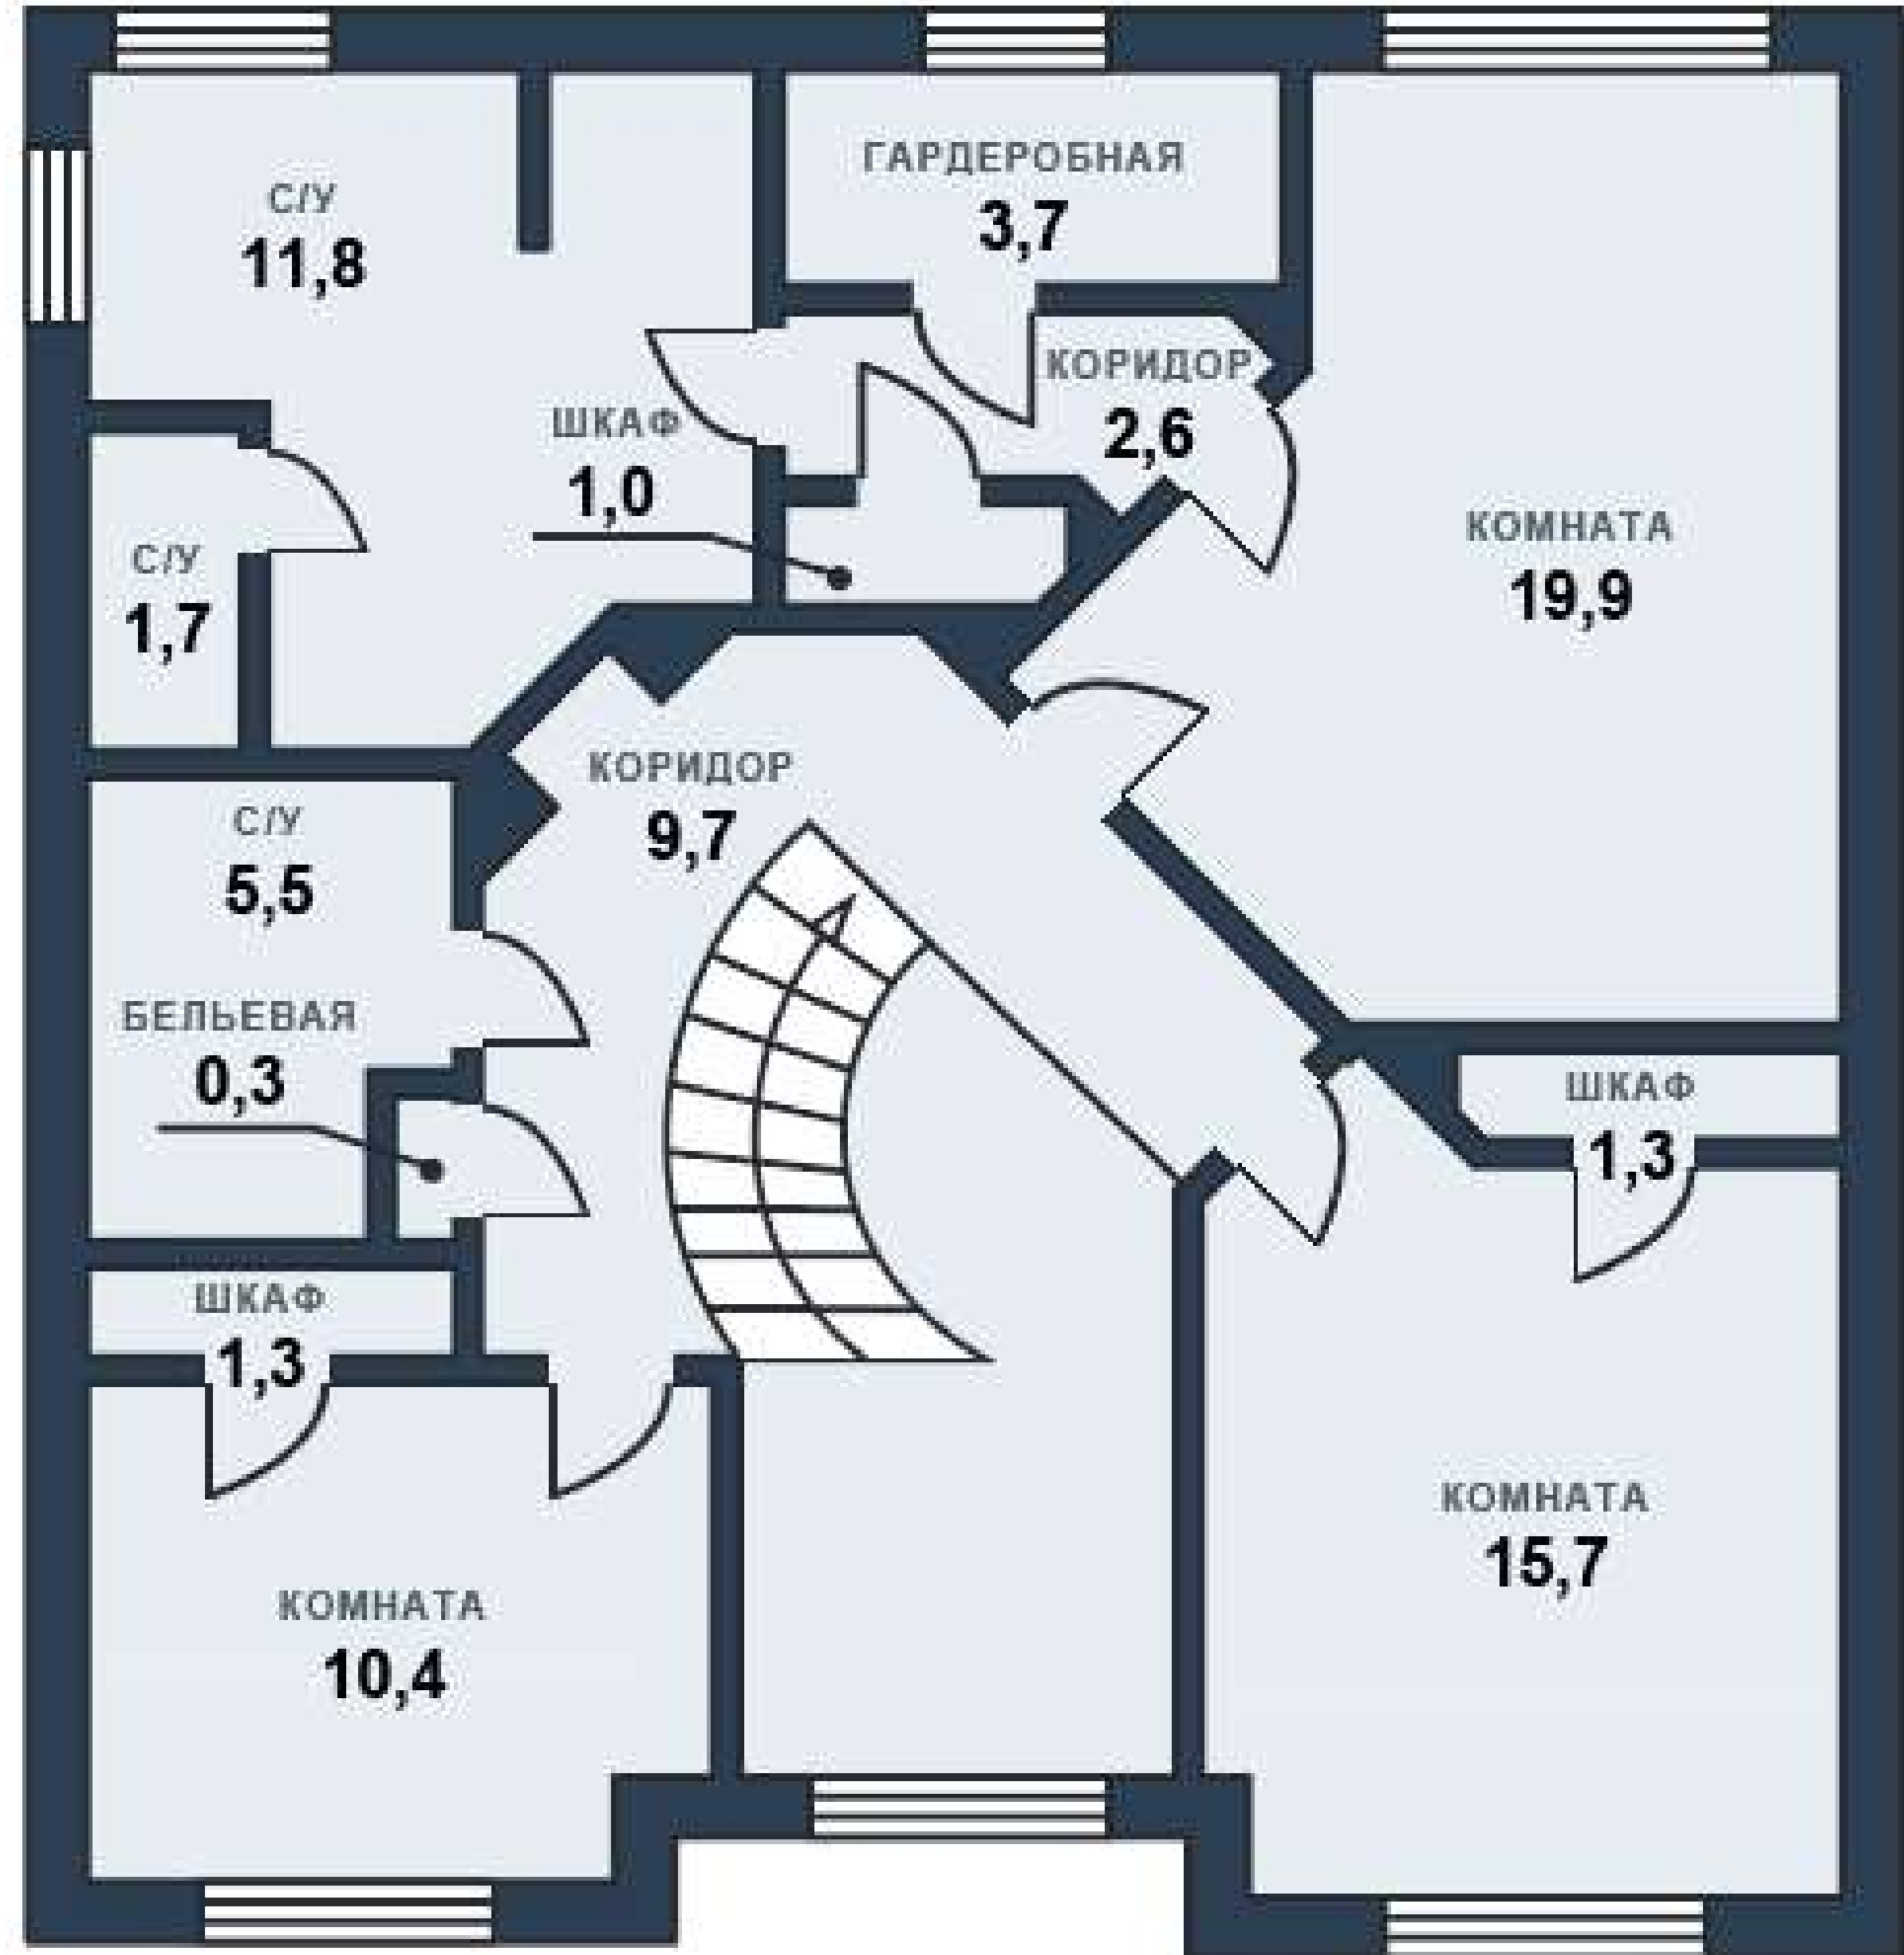 С/У
11,8
ГАРДЕРОБНАЯ
3,7
КОРИДОР
2,6
ШКАФ
1,0
КОМНАТА
19,9
С/У
1,7
КОРИДОР
9,7
С/У
5,5
БЕЛЬЕВАЯ
0,3
ШКАФ
1,3
ШКАФ
1,3
КОМНАТА
15,7
КОМНАТА
10,4